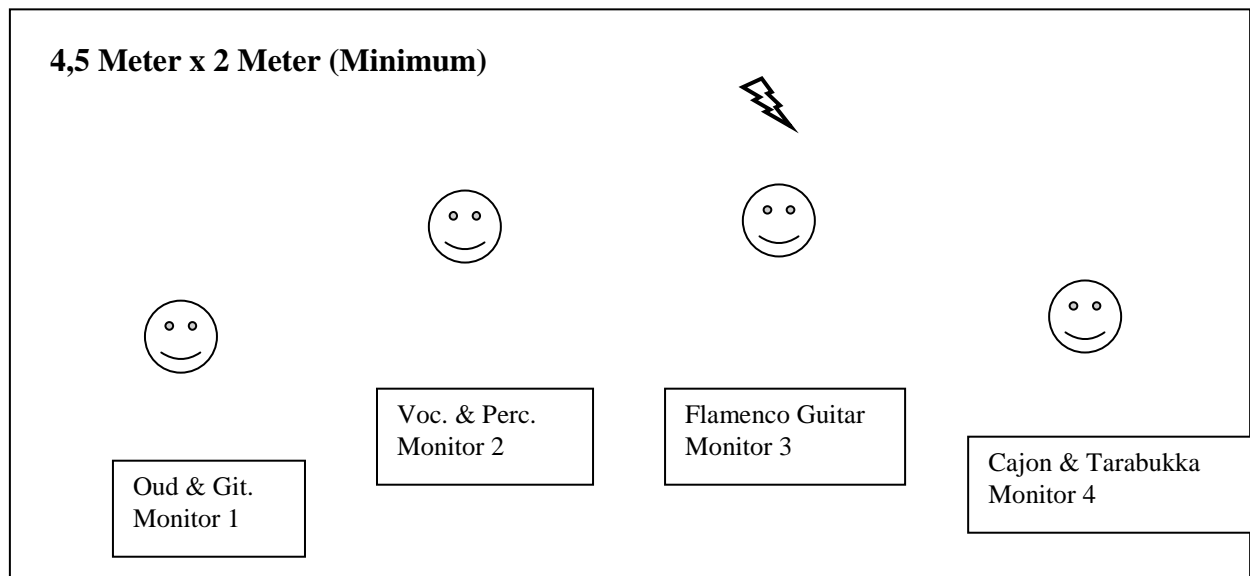 4,5 Meter x 2 Meter (Minimum)
Oud & Git.
Monitor 1
Voc. & Perc.
Monitor 2
Flamenco Guitar
Monitor 3
Cajon & Tarabukka
Monitor 4